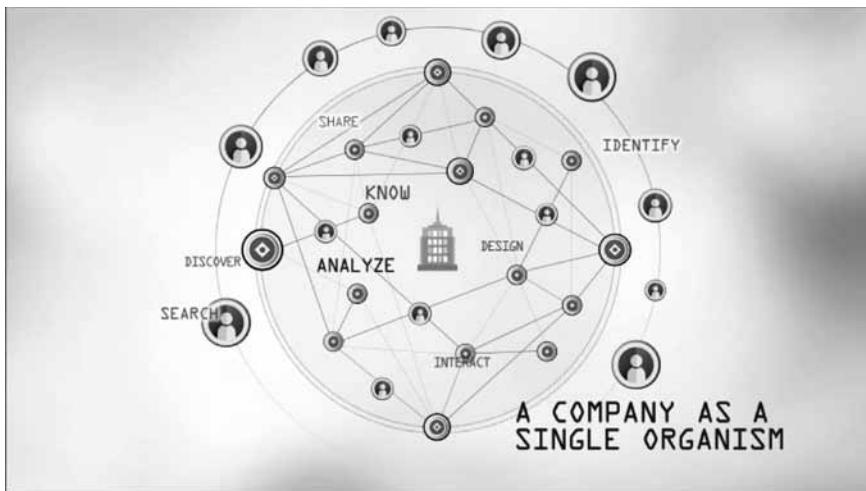 SHARE
IDENTIFY
KNOW
DESIGN
DISCOVER
ANALYZE
SEARCH
INTERACT
A COMPANY AS A
SINGLE ORGANISM